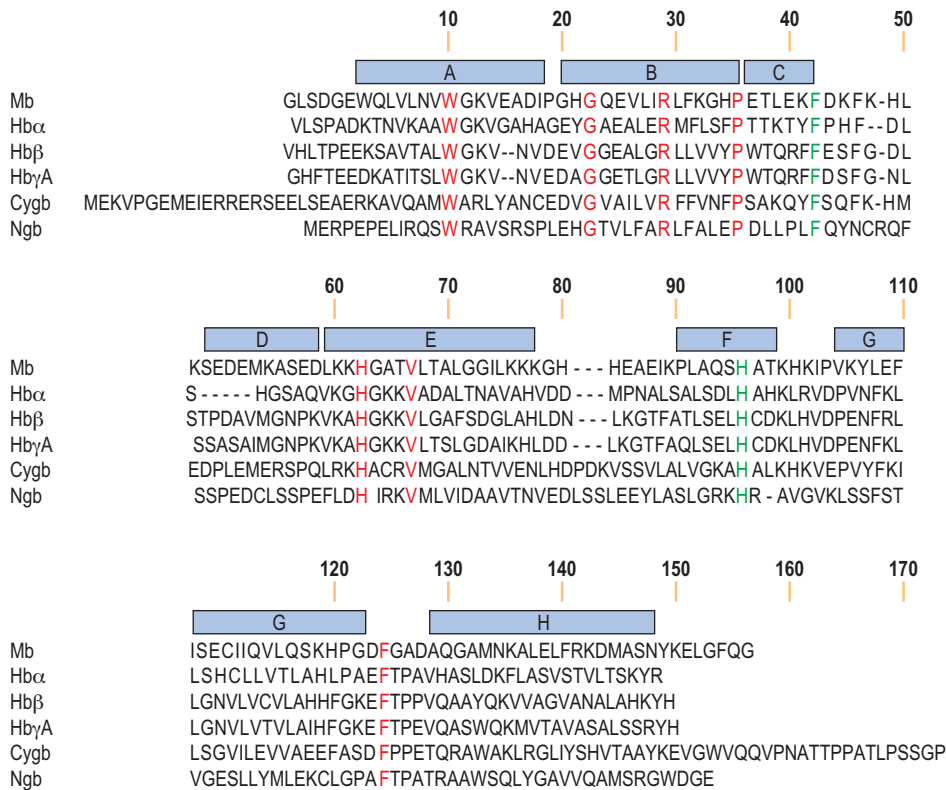 10 20 30 40 50
A B C
Mb GLSDGEWQLVLNVWGKVEADIPGHGQEVLIRLFKGHPETLEKFDKFK-HL
Hbα VLSPADKTNVKAAWGKVGAHAGEYGAEALERMFLSFPTTKTYFPHF--DL
Hbβ VHLTPEEKSAVTALWGKV--NVDEVGGEALGRLLVVYPWTQRFFESFG-DL
HbγA GHFTEEDKATITSLWGKV--NVEDAGGETLGRLLVVYPWTQRFFDSFG-NL
Cygb MEKVPGEMEIERRERSEELSEAERKAVQAMWARLYANCEDVGVAILVRFFVNFPSAKQYFSQFK-HM
Ngb MERPEPELIRQSWRAVSRSPLEHGTVLFARLFALEPDLLPLFQYNCRQF
60 70 80 90 100 110
D E F G
Mb KSEDEMKASEDLKKHGATVLTALGGILKKKGH---HEAEIKPLAQSHATKHKIPVKYLEF
Hbα S-----HGSAQVKGHGKKVADALTNAVAHVDD---MPNALSALSDLHAHKLRVDPVNFKL
Hbβ STPDAVMGNPKVKAHGKKVLGAFSDGLAHLDN---LKGTFATLSELHCDKLHVDPENFRL
HbγA SSASAIMGNPKVKAHGKKVLTSLGDAIKHLDD---LKGTFAQLSELHCDKLHVDPENFKL
Cygb EDPLEMERSPQLRKHACRVMGALNTVVENLHDPDKVSSVLALVGKAHALKHKVEPVYFKI
Ngb SSPEDCLSSPEFLDHIRKVMLVIDAAVTNVEDLSSLEEYLASLGRKHR-AVGVKLSSFST
120 130 140 150 160 170
G H
Mb ISECIIQVLQSKHPGDFGADAQGAMNKALELFRKDMASNYKELGFQG
Hbα LSHCLLVTLAHLPAEFTPAVHASLDKFLASVSTVLTSKYR
Hbβ LGNVLVCVLAHHFGKEFTPPVQAAYQKVVAGVANALAHKYH
HbγA LGNVLVTVLAIHFGKEFTPEVQASWQKMVTAVASALSSRYH
Cygb LSGVILEVVAEEFASDFPPETQRAWAKLRGLIYSHVTAAYKEVGWVQQVPNATTPPATLPSSGP
Ngb VGESLLYMLEKCLGPAFTPATRAAWSQLYGAVVQAMSRGWDGE